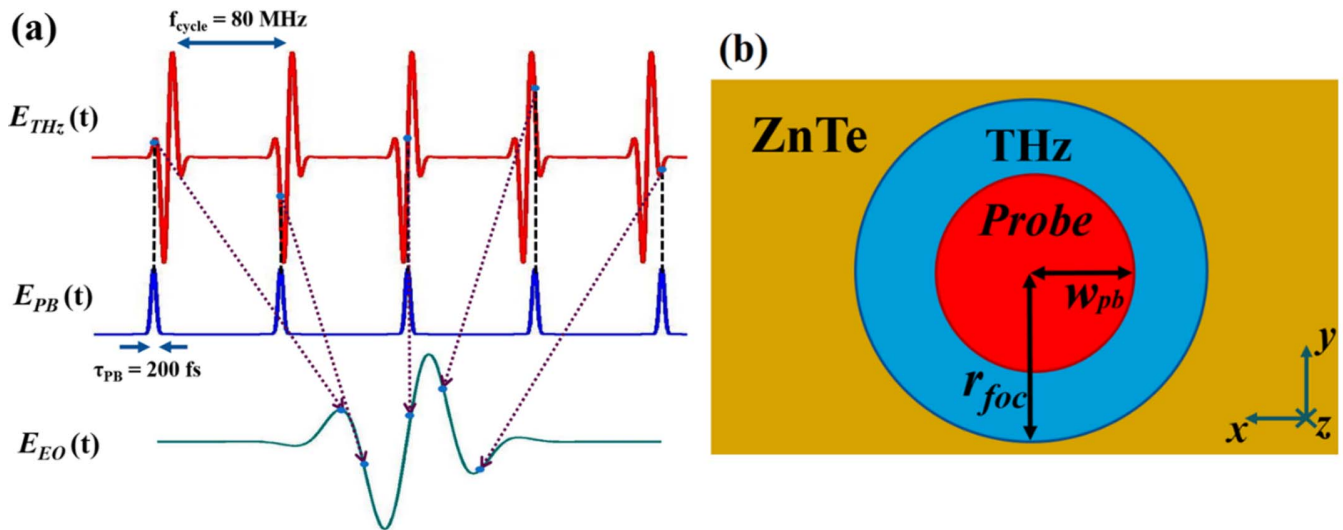 (a)
f_cycle = 80 MHz
E_THz(t)
E_PB(t)
τ_PB = 200 fs
E_EO(t)
(b)
ZnTe
THz
Probe
w_pb
r_foc
y
x
z